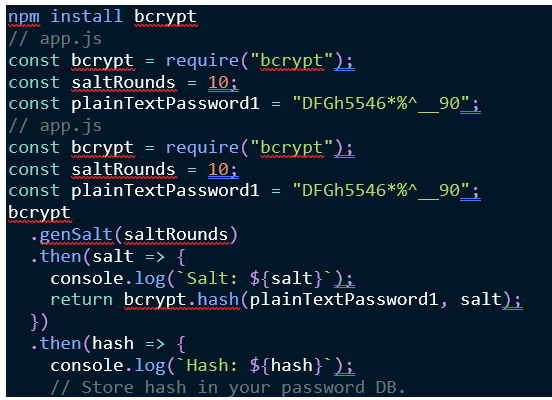 npm install bcrypt
// app.js
const bcrypt = require("bcrypt");
const saltRounds = 10;
const plainTextPassword1 = "DFGh5546*%^__90";
// app.js
const bcrypt = require("bcrypt");
const saltRounds = 10;
const plainTextPassword1 = "DFGh5546*%^__90";
bcrypt
  .genSalt(saltRounds)
  .then(salt => {
    console.log(`Salt: ${salt}`);
    return bcrypt.hash(plainTextPassword1, salt);
  })
  .then(hash => {
    console.log(`Hash: ${hash}`);
    // Store hash in your password DB.